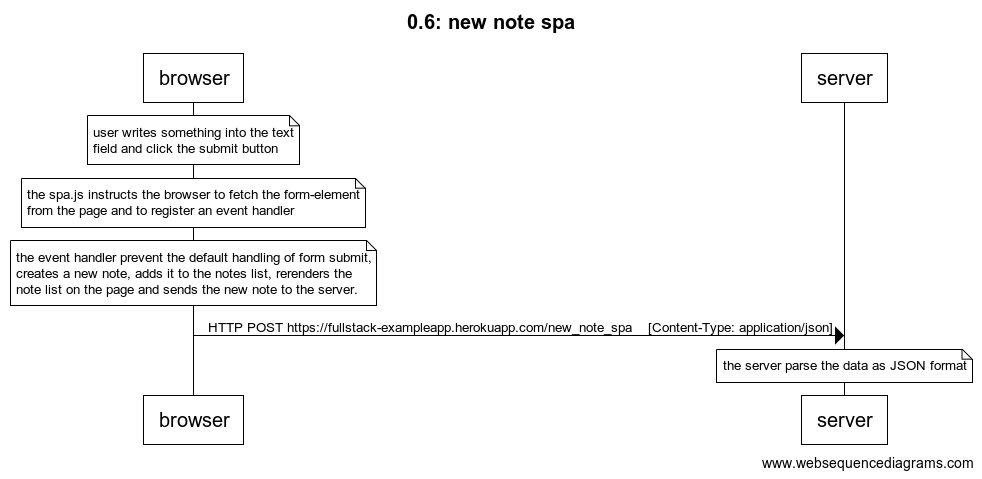 0.6: new note spa
browser
server
user writes something into the text
field and click the submit button
the spa.js instructs the browser to fetch the form-element
from the page and to register an event handler
the event handler prevent the default handling of form submit,
creates a new note, adds it to the notes list, rerenders the
note list on the page and sends the new note to the server.
HTTP POST https://fullstack-exampleapp.herokuapp.com/new_note_spa [Content-Type: application/json]
the server parse the data as JSON format
browser
server
www.websequencediagrams.com